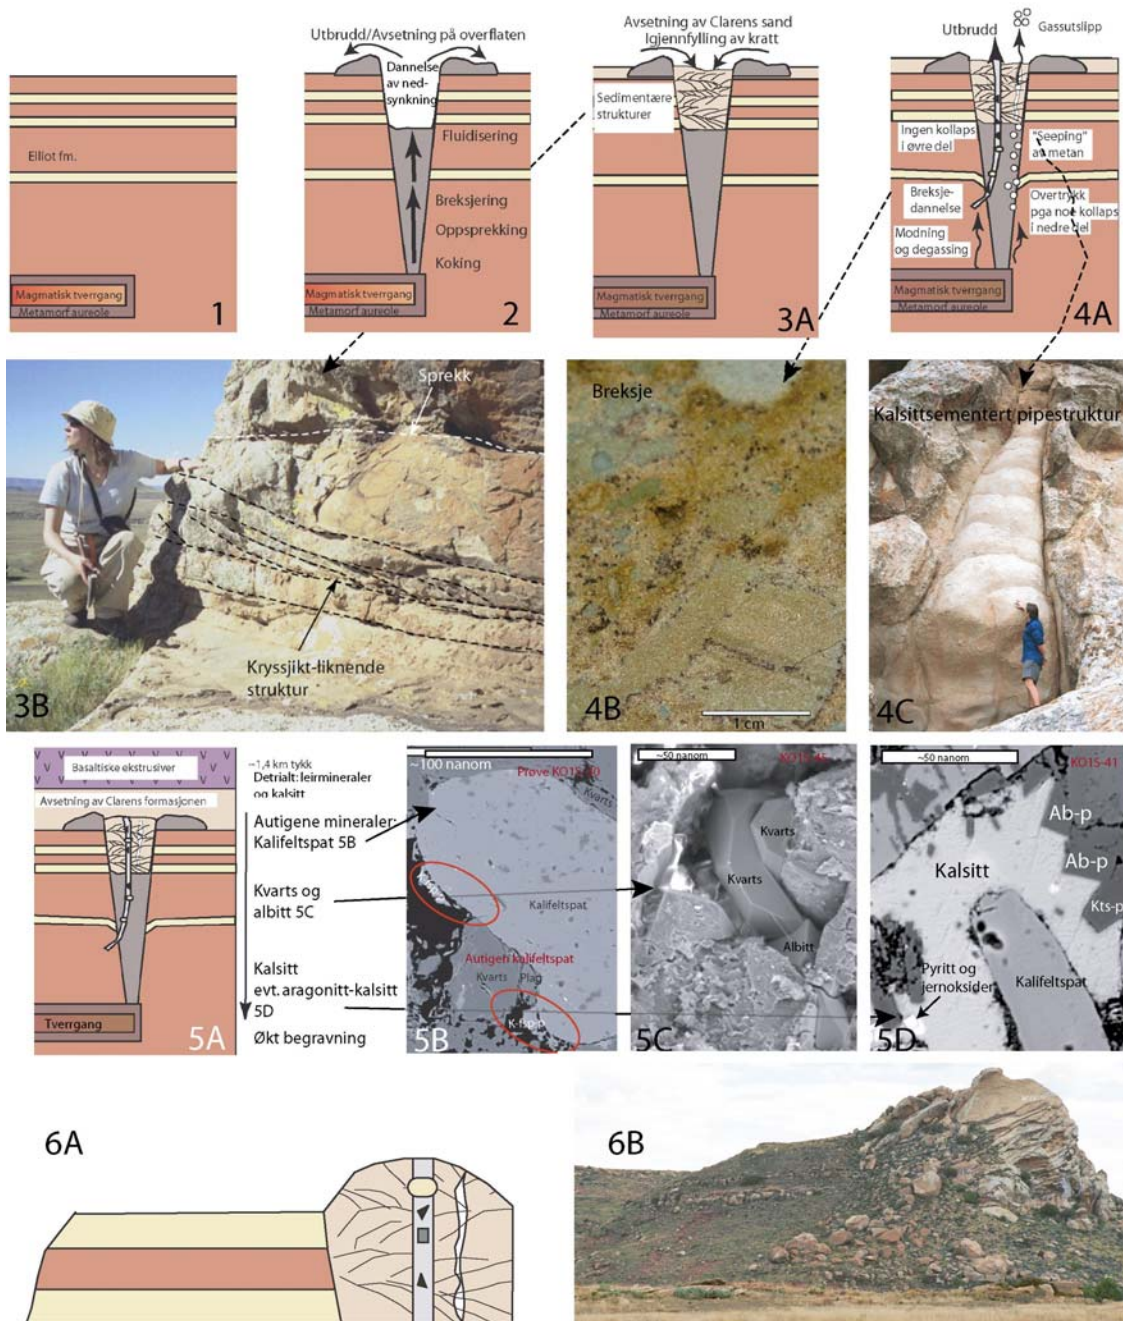 Elliot fm.
Magmatisk tverrgang
Metamorf aureole
1
Utbrudd/Avsetning på overflaten
Dannelse
av ned-
synkning
Fluidisering
Breksjering
Oppsprekking
Koking
Magmatisk tverrgang
Metamorf aureole
2
Avsetning av Clarens sand
Igjennfylling av kratt
Sedimentære
strukturer
Magmatisk tverrgang
Metamorf aureole
3A
Utbrudd
Gassutslipp
Ingen kollaps
i øvre del
"Seeping"
av metan
Breksje-
dannelse
Overtrykk
pga noe kollaps
i nedre del
Modning
og degassing
Magmatisk tverrgang
Metamorf aureole
4A
Sprekk
Kryssjikt-liknende
struktur
3B
Breksje
1 cm
4B
Kalsittsementert pipestruktur
4C
Basaltiske ekstrusiver
Avsetning av Clarens formasjonen
Tverrgang
5A
~1,4 km tykk
Detrialt: leirmineraler
og kalsitt
Autigene mineraler:
Kalifeltspat 5B
Kvarts og
albitt 5C
Kalsitt
evt. aragonitt-kalsitt
5D
Økt begravning
~100 nanom
Prøve KO15-
Kvarts
Kalifeltspat
Autigen kalifeltspat
Kvarts
Plag
K-fsp-p
5B
~50 nanom
Kvarts
Kvarts
Albitt
5C
~50 nanom
KO15-41
Ab-p
Ab-p
Kalsitt
Kts-p
Pyritt og
jernoksider
Kalifeltspat
5D
6A
6B